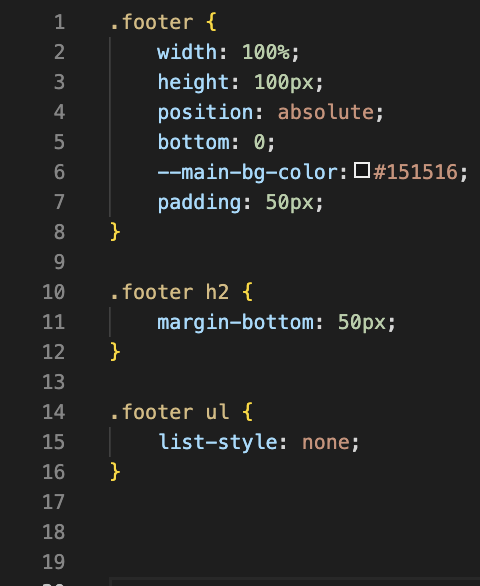 1 .footer {
2 width: 100%;
3 height: 100px;
4 position: absolute;
5 bottom: 0;
6 --main-bg-color: #151516;
7 padding: 50px;
8 }
9
10 .footer h2 {
11 margin-bottom: 50px;
12 }
13
14 .footer ul {
15 list-style: none;
16 }
17
18
19